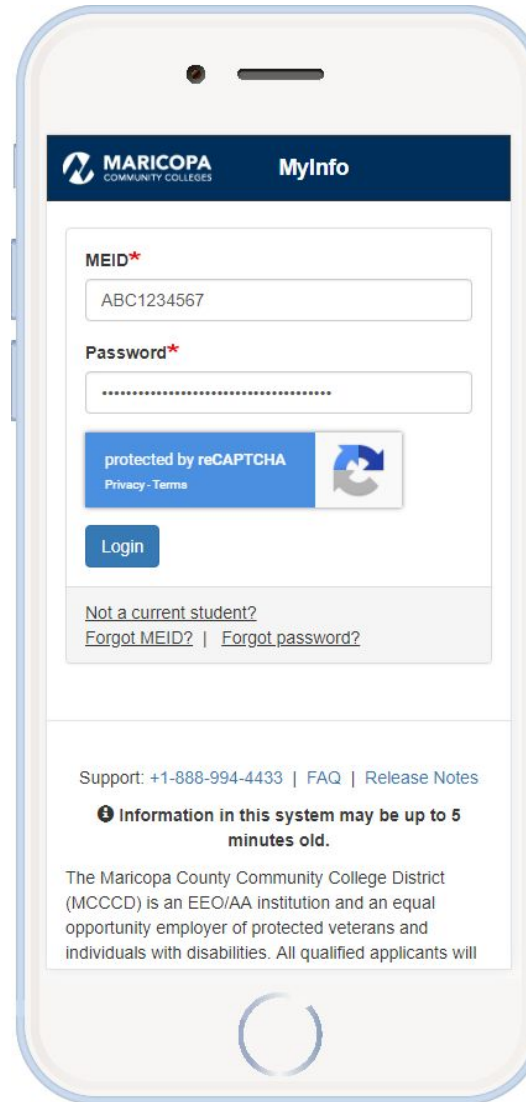 MARICOPA
COMMUNITY COLLEGES
MyInfo
MEID*
ABC1234567
Password*
••••••••••••••••••••••••••••••••••••••
protected by reCAPTCHA
Privacy - Terms
Login
Not a current student?
Forgot MEID? | Forgot password?
Support: +1-888-994-4433 | FAQ | Release Notes
Information in this system may be up to 5
minutes old.
The Maricopa County Community College District
(MCCCD) is an EEO/AA institution and an equal
opportunity employer of protected veterans and
individuals with disabilities. All qualified applicants will